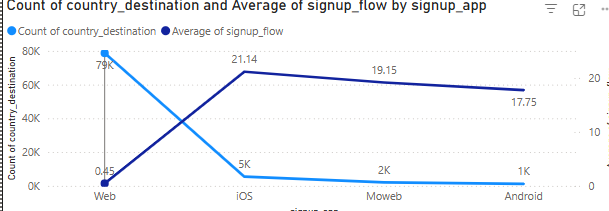 Count of country_destination and Average of signup_flow by signup_app
Count of country_destination Average of signup_flow
80K
60K
40K
20K
0K
Count of country_destination
79K
0.45
21.14
5K
19.15
2K
17.75
1K
20
10
0
Web iOS Moweb Android
signup_app